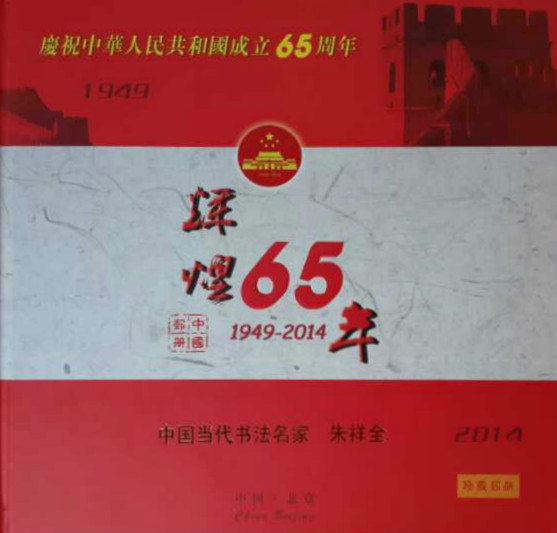 慶祝中華人民共和國成立65周年
1949
輝煌65年
1949-2014
中國
郵册
中国当代书法名家 朱祥全
2014
珍藏邮册
中国·北京
China Beijing